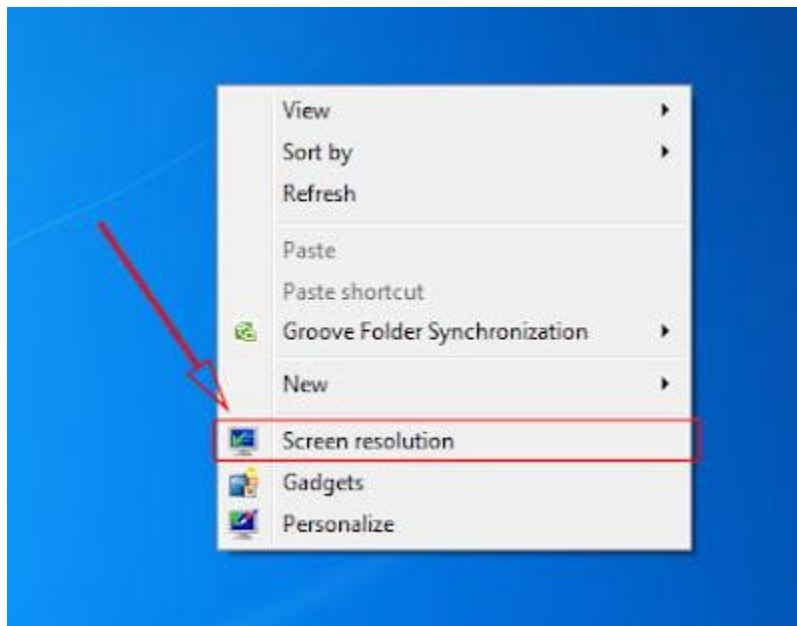 View
Sort by
Refresh
Paste
Paste shortcut
Groove Folder Synchronization
New
Screen resolution
Gadgets
Personalize